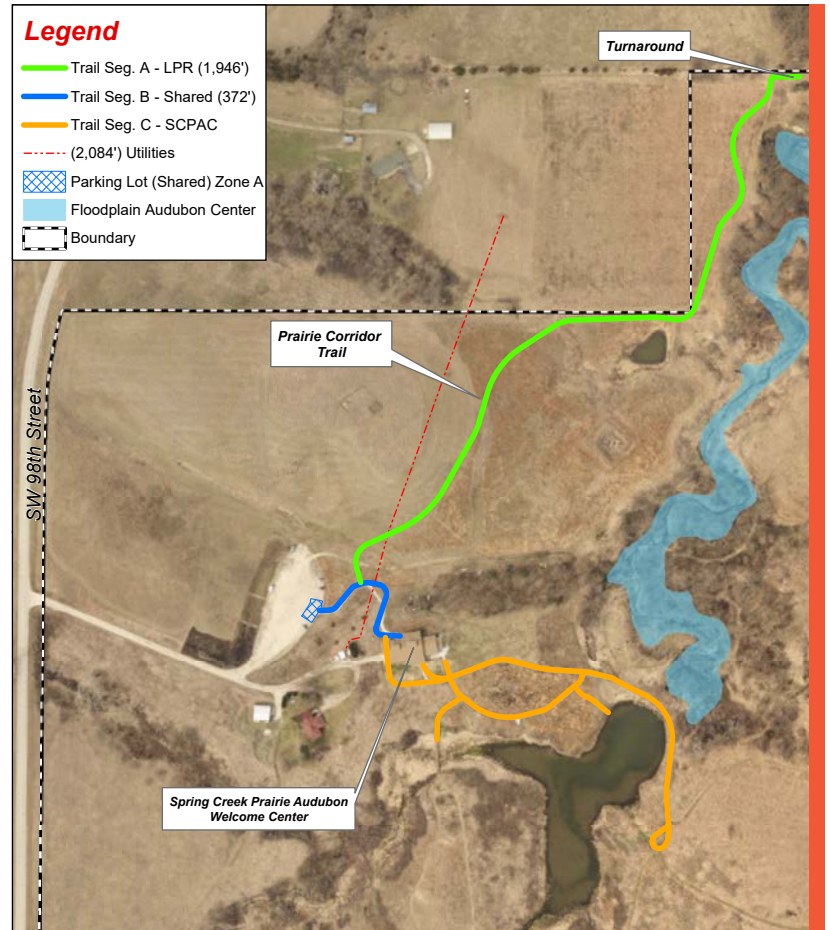 Legend
Trail Seg. A - LPR (1,946')
Trail Seg. B - Shared (372')
Trail Seg. C - SCPAC
(2,084') Utilities
Parking Lot (Shared) Zone A
Floodplain Audubon Center
Boundary
Turnaround
Prairie Corridor
Trail
SW 98th Street
Spring Creek Prairie Audubon
Welcome Center